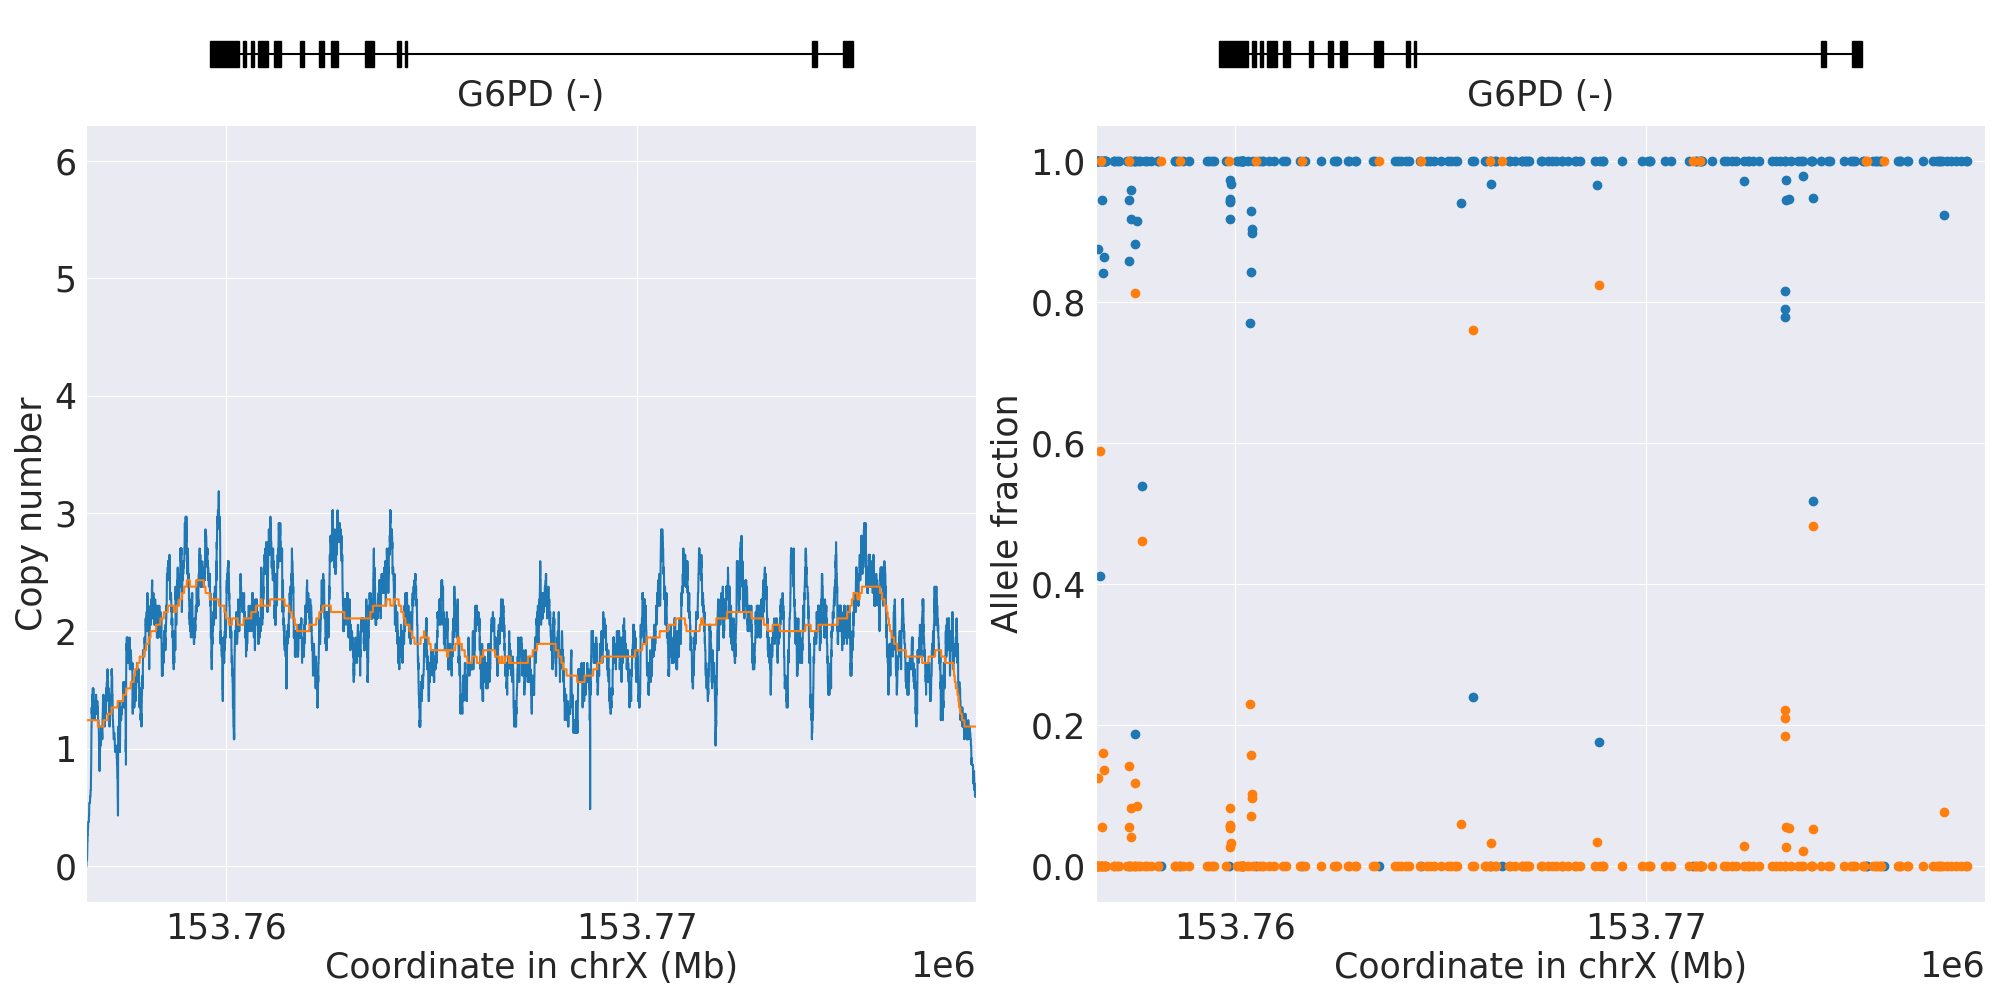 G6PD (-)
6
5
4
3
2
1
0
Copy number
153.76
153.77
Coordinate in chrX (Mb)
1e6
G6PD (-)
1.0
0.8
0.6
0.4
0.2
0.0
Allele fraction
153.76
153.77
Coordinate in chrX (Mb)
1e6